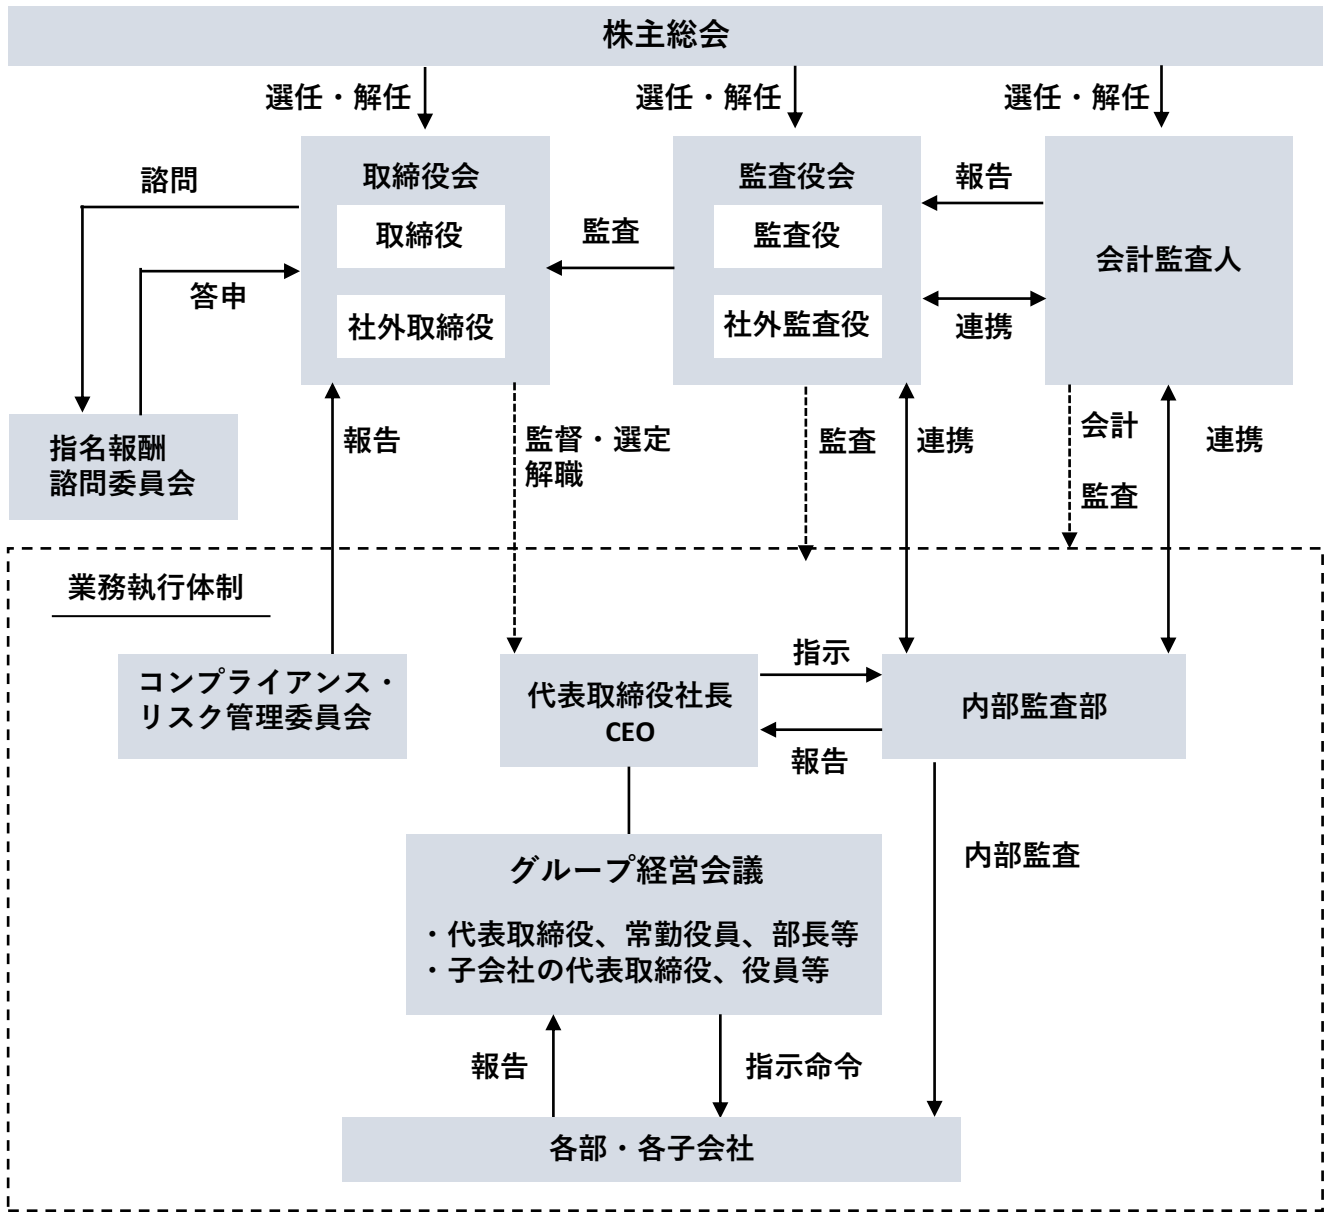 株主総会
選任・解任
選任・解任
選任・解任
諮問
取締役会
取締役
社外取締役
答申
監査
監査役会
監査役
社外監査役
報告
連携
会計監査人
指名報酬
諮問委員会
報告
監督・選定
解職
監査
連携
会計
監査
連携
業務執行体制
コンプライアンス・
リスク管理委員会
代表取締役社長
CEO
指示
報告
内部監査部
グループ経営会議
・代表取締役、常勤役員、部長等
・子会社の代表取締役、役員等
内部監査
報告
指示命令
各部・各子会社